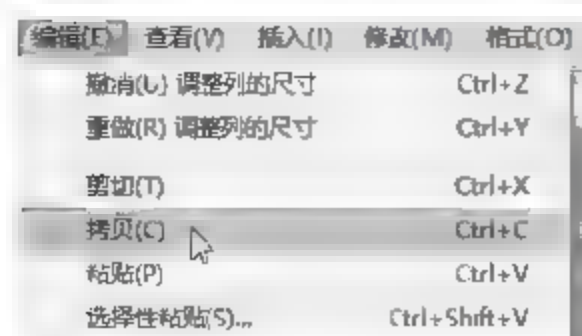 编辑(E) 查看(V) 插入(I) 修改(M) 格式(O)
撤消(U) 调整列的尺寸 Ctrl+Z
重做(R) 调整列的尺寸 Ctrl+Y
剪切(T) Ctrl+X
拷贝(C) Ctrl+C
粘贴(P) Ctrl+V
选择性粘贴(S)... Ctrl+Shift+V